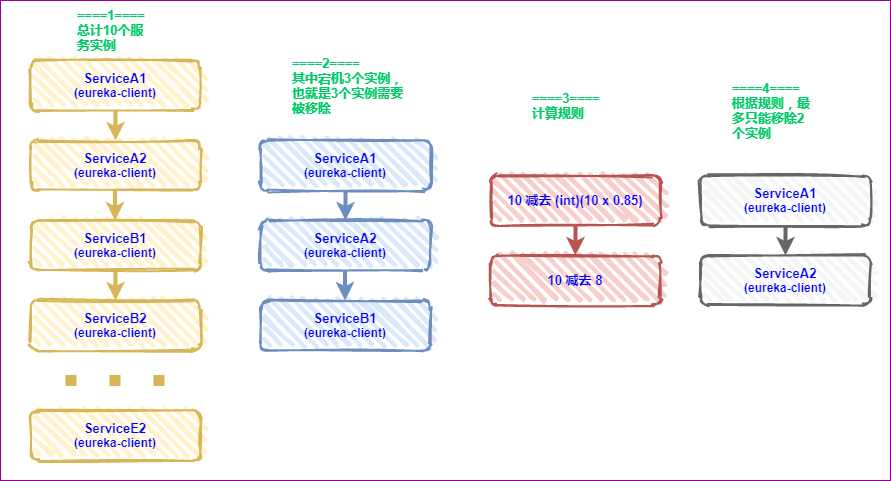 ====1====
总计10个服
务实例
ServiceA1
(eureka-client)
ServiceA2
(eureka-client)
ServiceB1
(eureka-client)
ServiceB2
(eureka-client)
ServiceE2
(eureka-client)
====2====
其中宕机3个实例，
也就是3个实例需要
被移除
ServiceA1
(eureka-client)
ServiceA2
(eureka-client)
ServiceB1
(eureka-client)
====3====
计算规则
10 减去 (int)(10 x 0.85)
10 减去 8
====4====
根据规则，最
多只能移除2
个实例
ServiceA1
(eureka-client)
ServiceA2
(eureka-client)